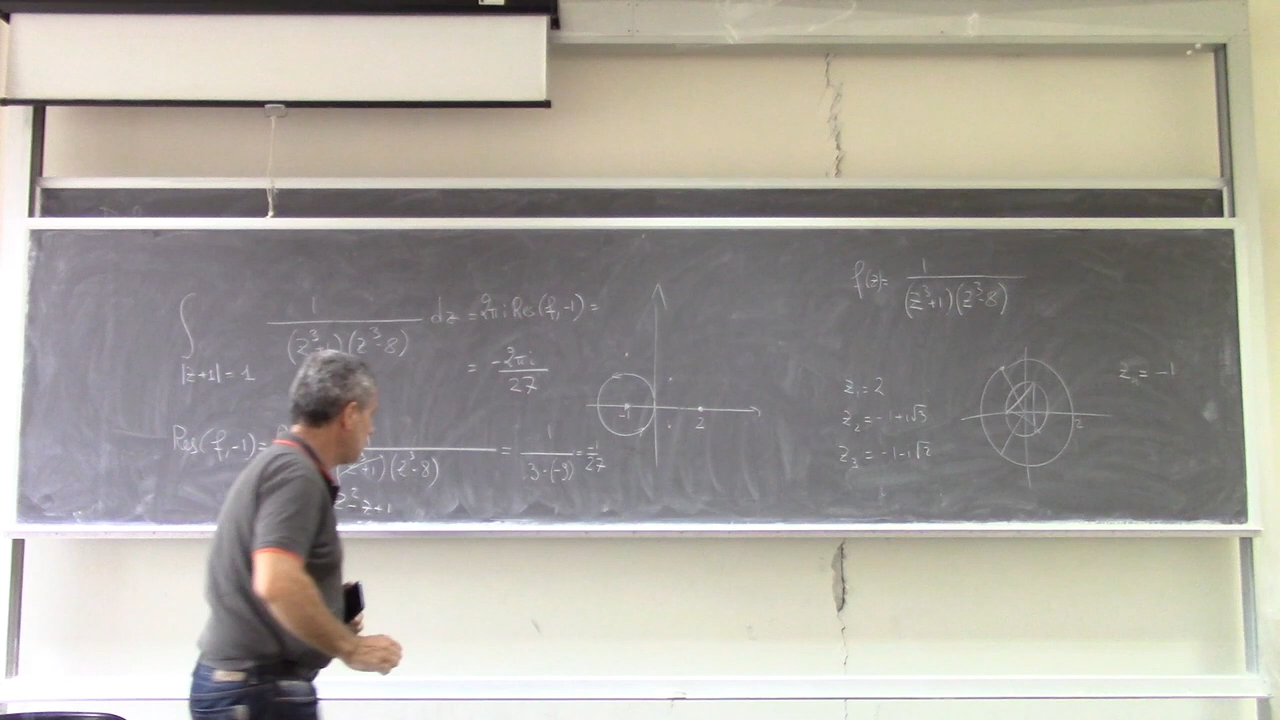 ∫ 1/((z³+1)(z³-8)) dz = 2πi Res(f,-1) =
|z+1| = 1
= -2πi/27
Res(f,-1) = 1/((z³+1)(z³-8)) = 1/(3·(-9)) = -1/27
z²-z+1
-1 2
f(z) = 1/((z³+1)(z³-8))
z₁ = 2
z₂ = -1+i√3
z₃ = -1-i√3
2
z₄ = -1